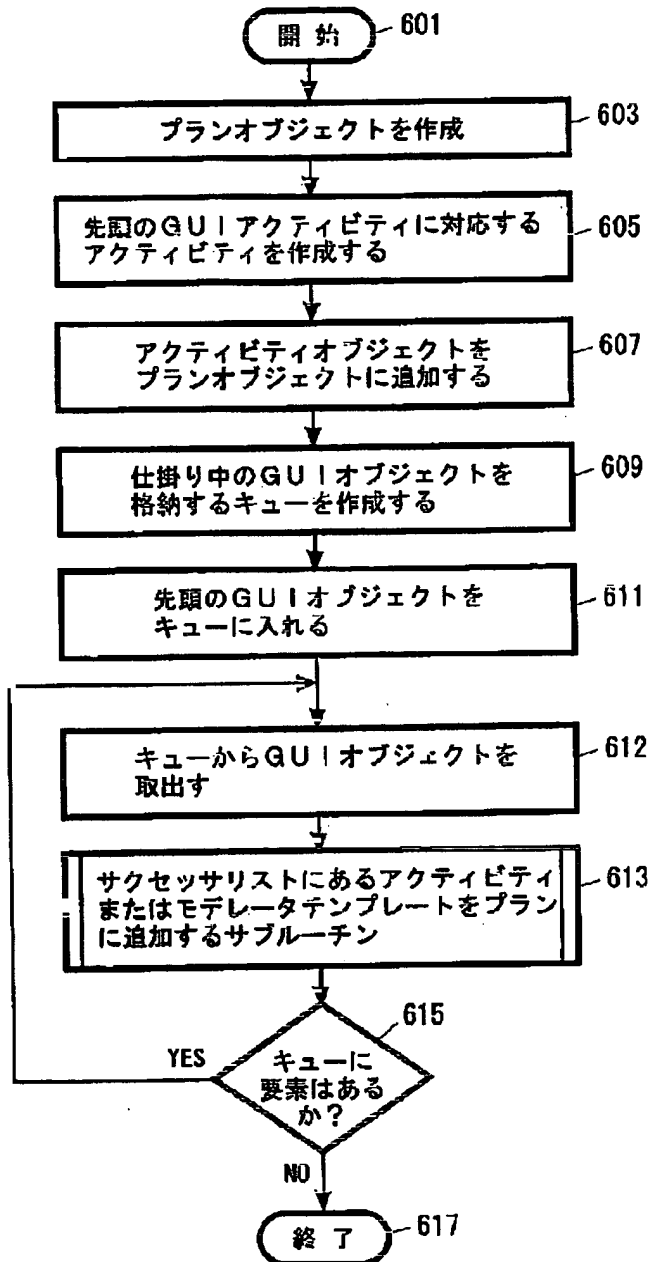 開始
601
プランオブジェクトを作成
603
先頭のGUIアクティビティに対応する
アクティビティを作成する
605
アクティビティオブジェクトを
プランオブジェクトに追加する
607
仕掛り中のGUIオブジェクトを
格納するキューを作成する
609
先頭のGUIオブジェクトを
キューに入れる
611
キューからGUIオブジェクトを
取出す
612
サクセッサリストにあるアクティビティ
またはモデレータテンプレートをプラン
に追加するサブルーチン
613
615
YES
キューに
要素はある
か?
NO
終了
617